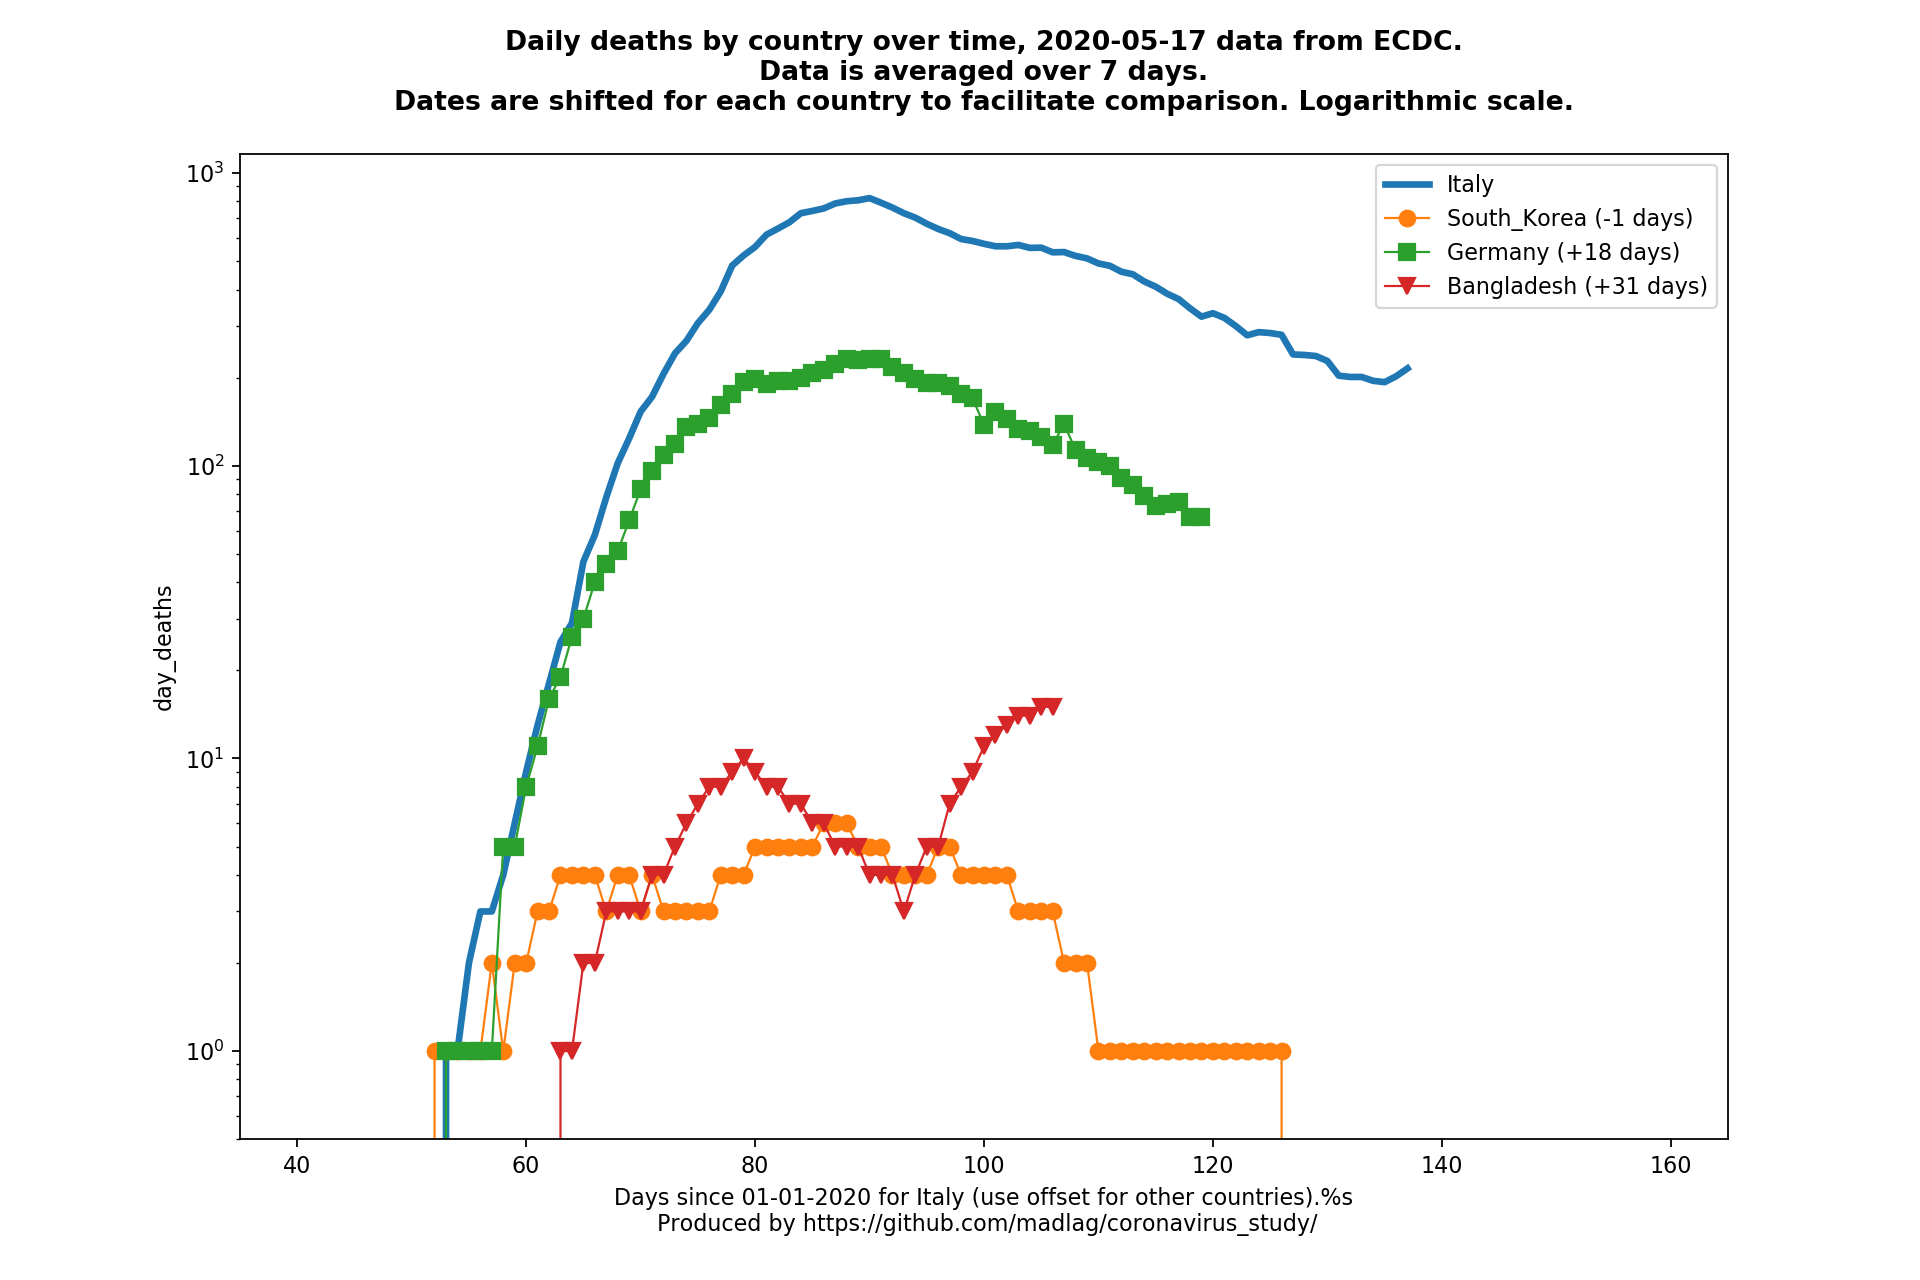 Daily deaths by country over time, 2020-05-17 data from ECDC.
Data is averaged over 7 days.
Dates are shifted for each country to facilitate comparison. Logarithmic scale.
10³
10²
10¹
10⁰
day_deaths
Italy
South_Korea (-1 days)
Germany (+18 days)
Bangladesh (+31 days)
40 60 80 100 120 140 160
Days since 01-01-2020 for Italy (use offset for other countries).%s
Produced by https://github.com/madlag/coronavirus_study/